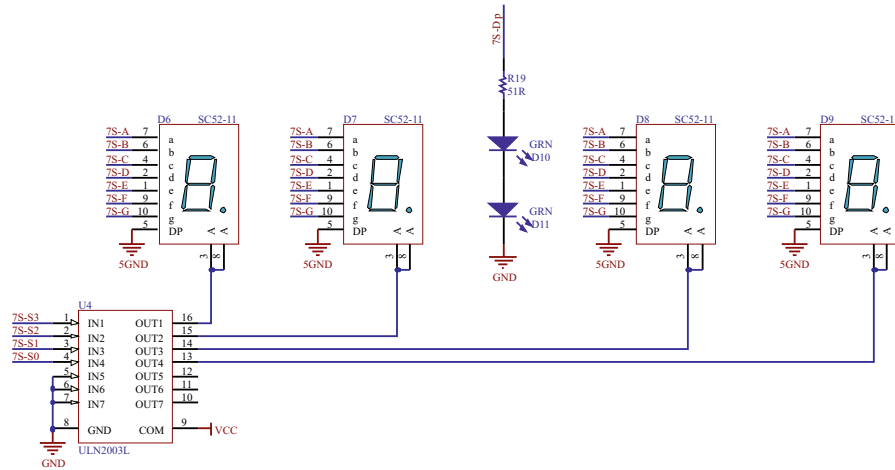 7S-Dp
R19
51R
GRN
D10
GRN
D11
GND
D6 SC52-11
7S-A 7 a
7S-B 6 b
7S-C 4 c
7S-D 2 d
7S-E 1 e
7S-F 9 f
7S-G 10 g
5 DP A A
3 8
5GND
D7 SC52-11
7S-A 7 a
7S-B 6 b
7S-C 4 c
7S-D 2 d
7S-E 1 e
7S-F 9 f
7S-G 10 g
5 DP A A
3 8
5GND
D8 SC52-11
7S-A 7 a
7S-B 6 b
7S-C 4 c
7S-D 2 d
7S-E 1 e
7S-F 9 f
7S-G 10 g
5 DP A A
3 8
5GND
D9 SC52-1
7S-A 7 a
7S-B 6 b
7S-C 4 c
7S-D 2 d
7S-E 1 e
7S-F 9 f
7S-G 10 g
5 DP A A
3 8
5GND
U4
7S-S3 1 IN1 OUT1 16
7S-S2 2 IN2 OUT2 15
7S-S1 3 IN3 OUT3 14
7S-S0 4 IN4 OUT4 13
5 IN5 OUT5 12
6 IN6 OUT6 11
7 IN7 OUT7 10
8 GND COM 9 VCC
ULN2003L
GND